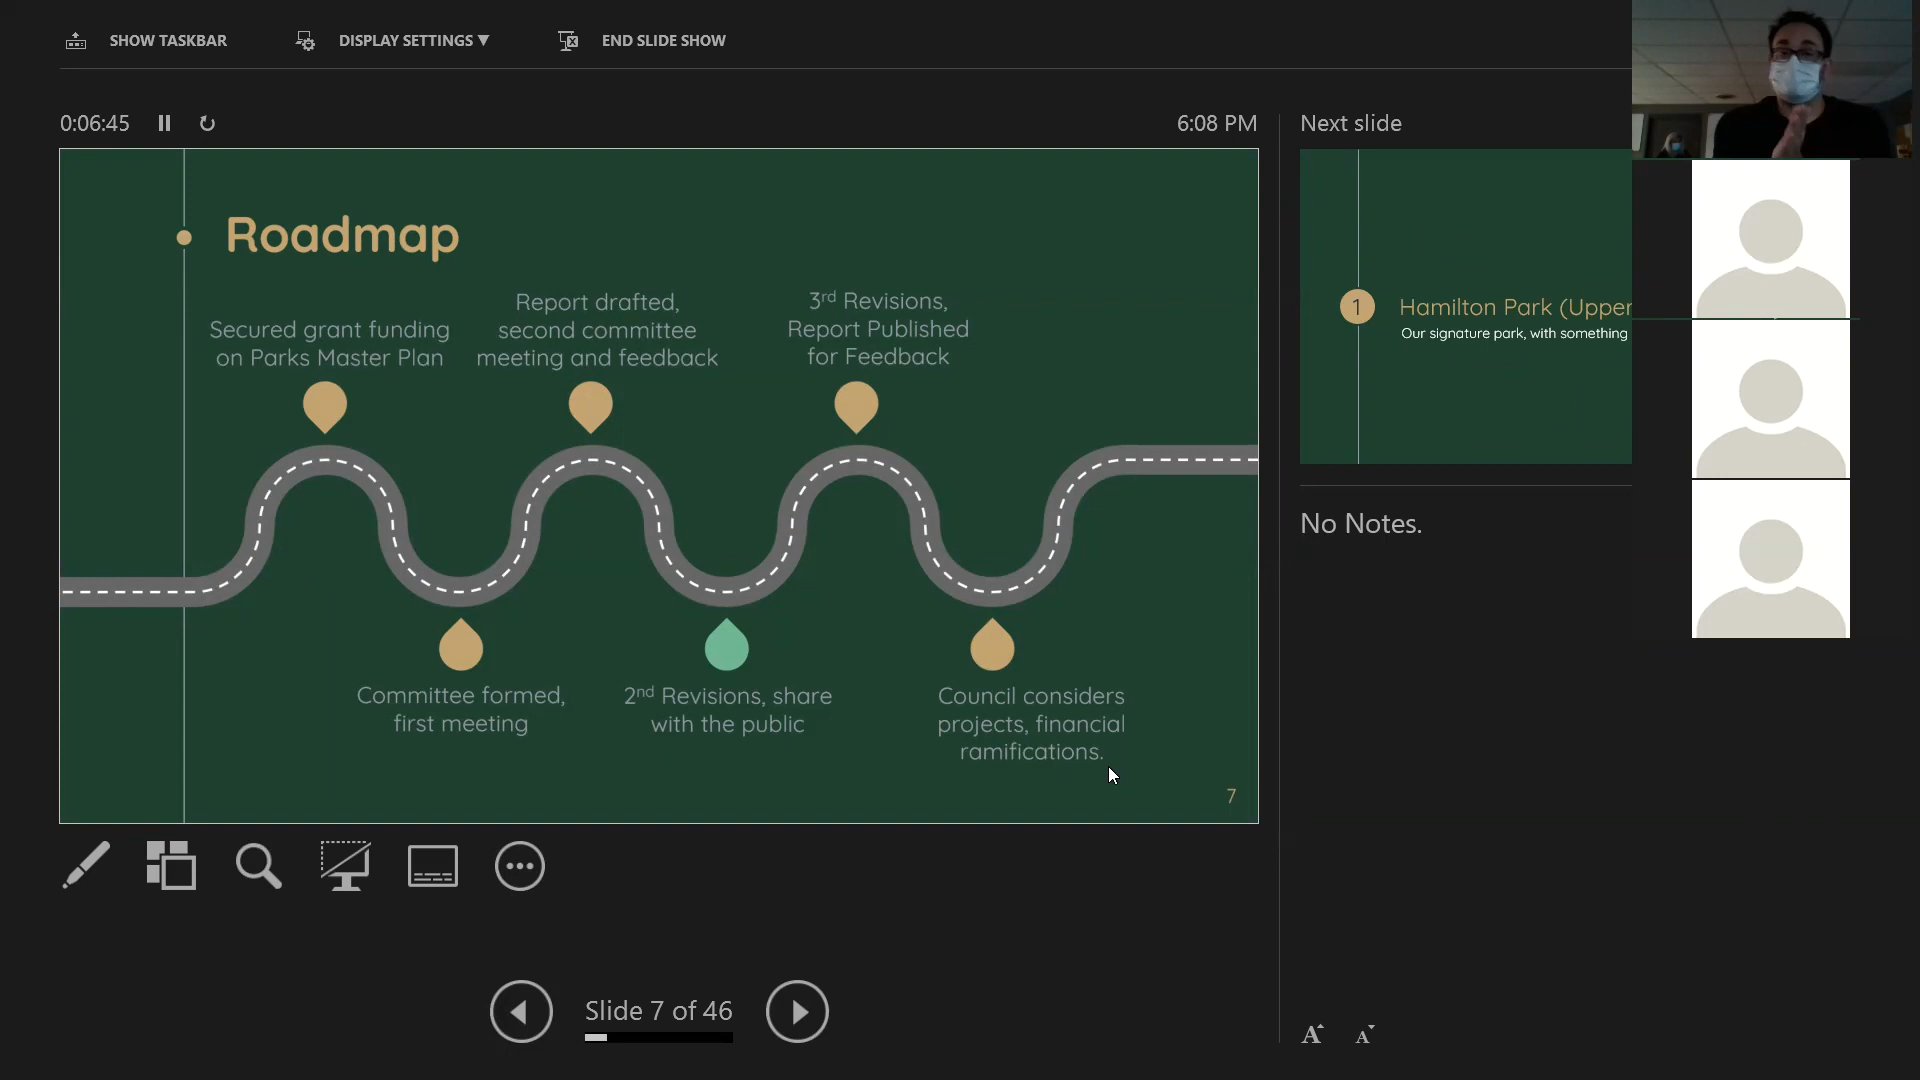 SHOW TASKBAR
DISPLAY SETTINGS ▼
END SLIDE SHOW
0:06:45
6:08 PM
Next slide
Roadmap
Secured grant funding
on Parks Master Plan
Report drafted,
second committee
meeting and feedback
3rd Revisions,
Report Published
for Feedback
Committee formed,
first meeting
2nd Revisions, share
with the public
Council considers
projects, financial
ramifications.
7
1
Hamilton Park (Upper
Our signature park, with something
No Notes.
Slide 7 of 46
A
A